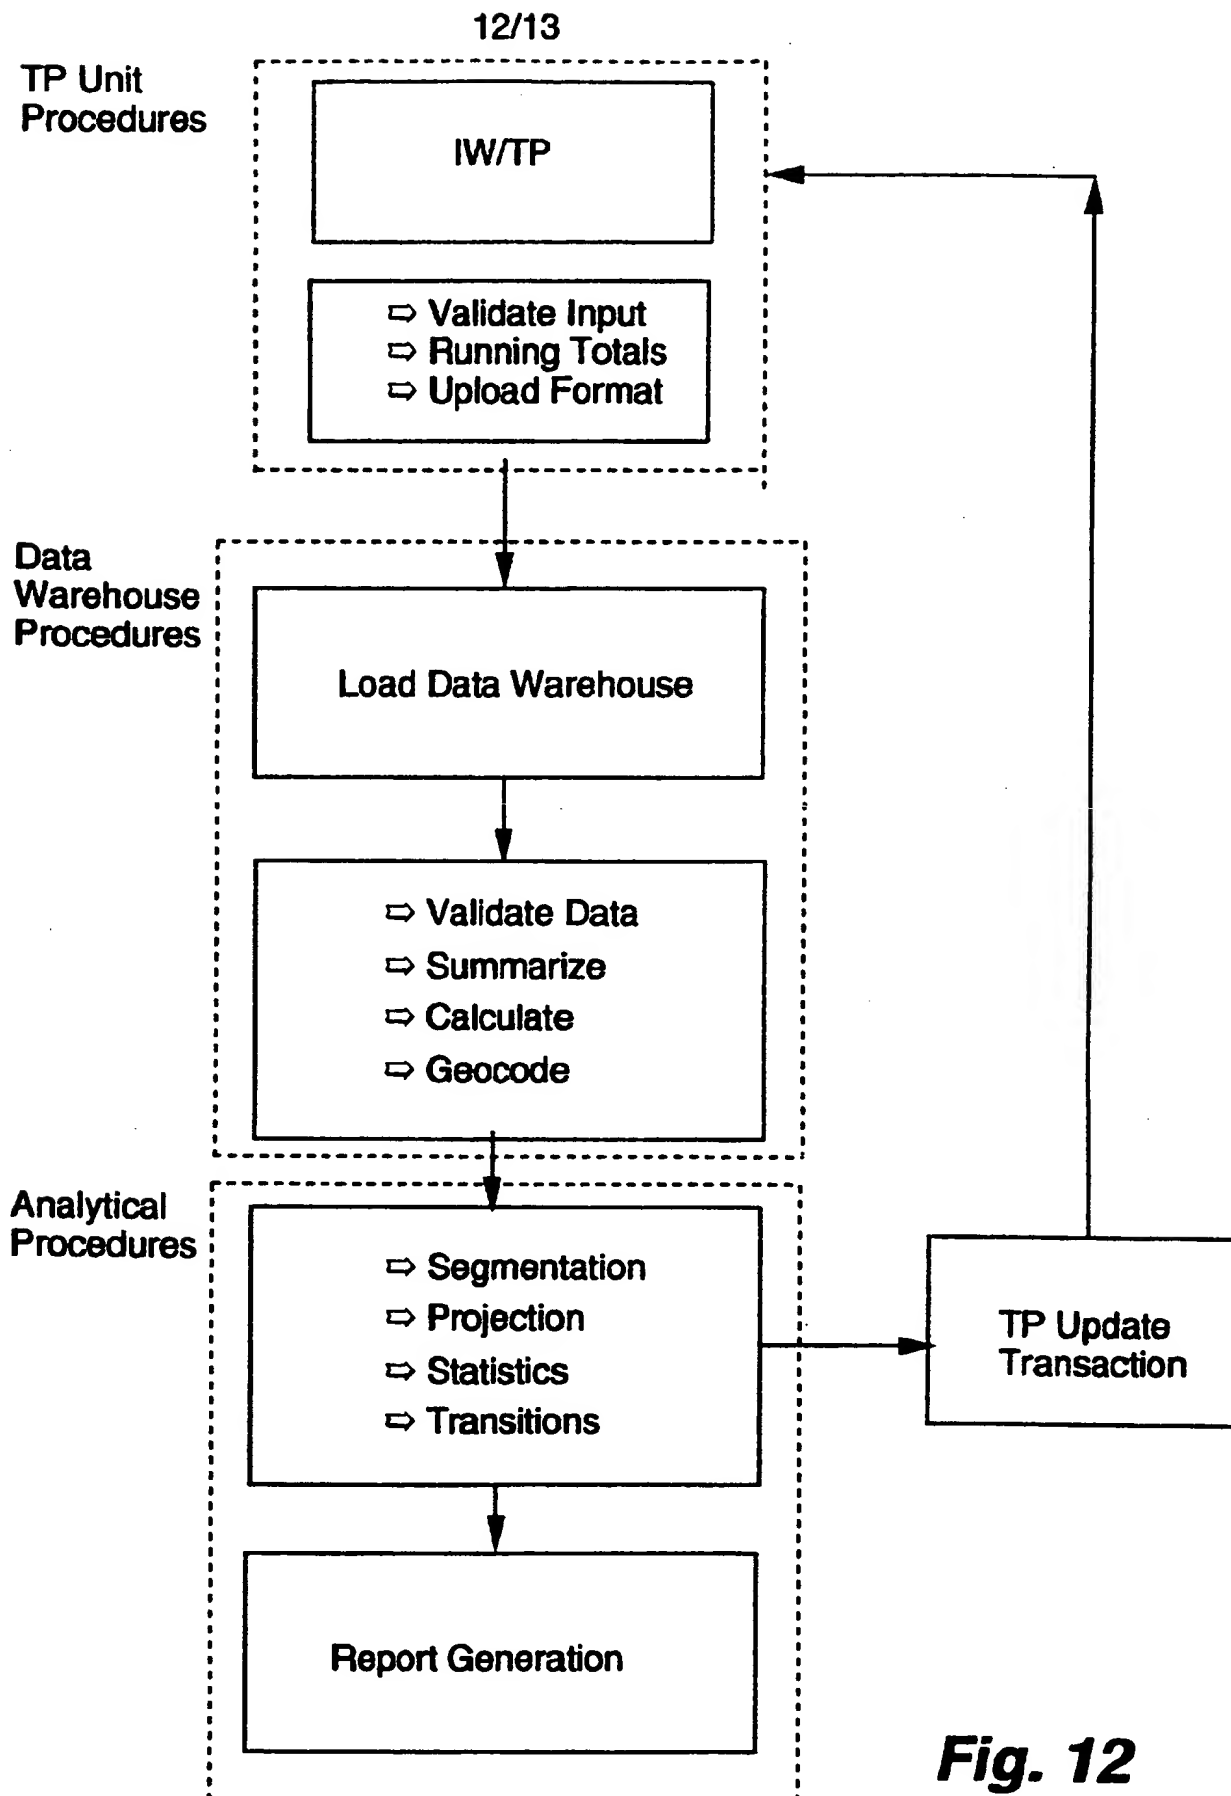 12/13
TP Unit
Procedures
IW/TP
⇨ Validate Input
⇨ Running Totals
⇨ Upload Format
Data
Warehouse
Procedures
Load Data Warehouse
⇨ Validate Data
⇨ Summarize
⇨ Calculate
⇨ Geocode
Analytical
Procedures
⇨ Segmentation
⇨ Projection
⇨ Statistics
⇨ Transitions
TP Update
Transaction
Report Generation
Fig. 12